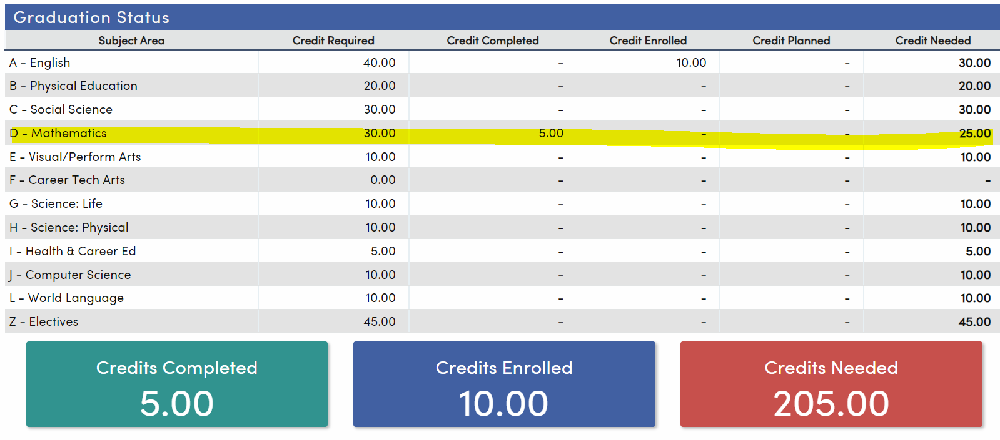 Graduation Status
Subject Area Credit Required Credit Completed Credit Enrolled Credit Planned Credit Needed
A - English 40.00 - 10.00 - 30.00
B - Physical Education 20.00 - - - 20.00
C - Social Science 30.00 - - - 30.00
D - Mathematics 30.00 5.00 - - 25.00
E - Visual/Perform Arts 10.00 - - - 10.00
F - Career Tech Arts 0.00 - - - -
G - Science: Life 10.00 - - - 10.00
H - Science: Physical 10.00 - - - 10.00
I - Health & Career Ed 5.00 - - - 5.00
J - Computer Science 10.00 - - - 10.00
L - World Language 10.00 - - - 10.00
Z - Electives 45.00 - - - 45.00
Credits Completed Credits Enrolled Credits Needed
5.00 10.00 205.00